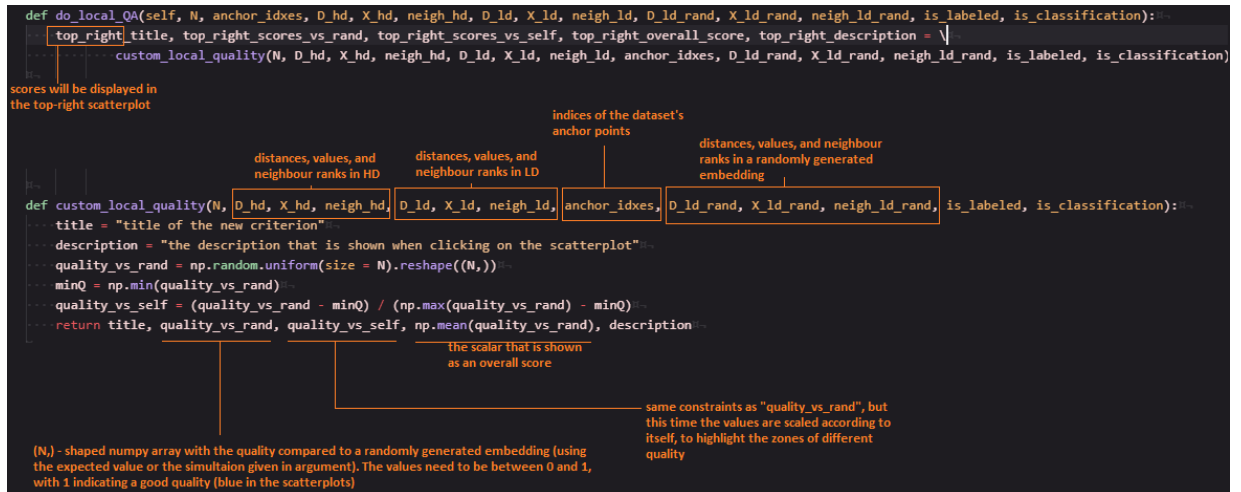 def do_local_QA(self, N, anchor_idxes, D_hd, X_hd, neigh_hd, D_ld, X_ld, neigh_ld, D_ld_rand, X_ld_rand, neigh_ld_rand, is_labeled, is_classification):
top_right_title, top_right_scores_vs_rand, top_right_scores_vs_self, top_right_overall_score, top_right_description = \
custom_local_quality(N, D_hd, X_hd, neigh_hd, D_ld, X_ld, neigh_ld, anchor_idxes, D_ld_rand, X_ld_rand, neigh_ld_rand, is_labeled, is_classification)
scores will be displayed in
the top-right scatterplot
indices of the dataset's
anchor points
distances, values, and
neighbour ranks in HD
distances, values, and
neighbour ranks in LD
distances, values, and neighbour
ranks in a randomly generated
embedding
def custom_local_quality(N, D_hd, X_hd, neigh_hd, D_ld, X_ld, neigh_ld, anchor_idxes, D_ld_rand, X_ld_rand, neigh_ld_rand, is_labeled, is_classification):
title = "title of the new criterion"
description = "the description that is shown when clicking on the scatterplot"
quality_vs_rand = np.random.uniform(size = N).reshape((N,))
minQ = np.min(quality_vs_rand)
quality_vs_self = (quality_vs_rand - minQ) / (np.max(quality_vs_rand) - minQ)
return title, quality_vs_rand, quality_vs_self, np.mean(quality_vs_rand), description
the scalar that is shown
as an overall score
same constraints as "quality_vs_rand", but
this time the values are scaled according to
itself, to highlight the zones of different
quality
(N,) - shaped numpy array with the quality compared to a randomly generated embedding (using
the expected value or the simultaion given in argument). The values need to be between 0 and 1,
with 1 indicating a good quality (blue in the scatterplots)